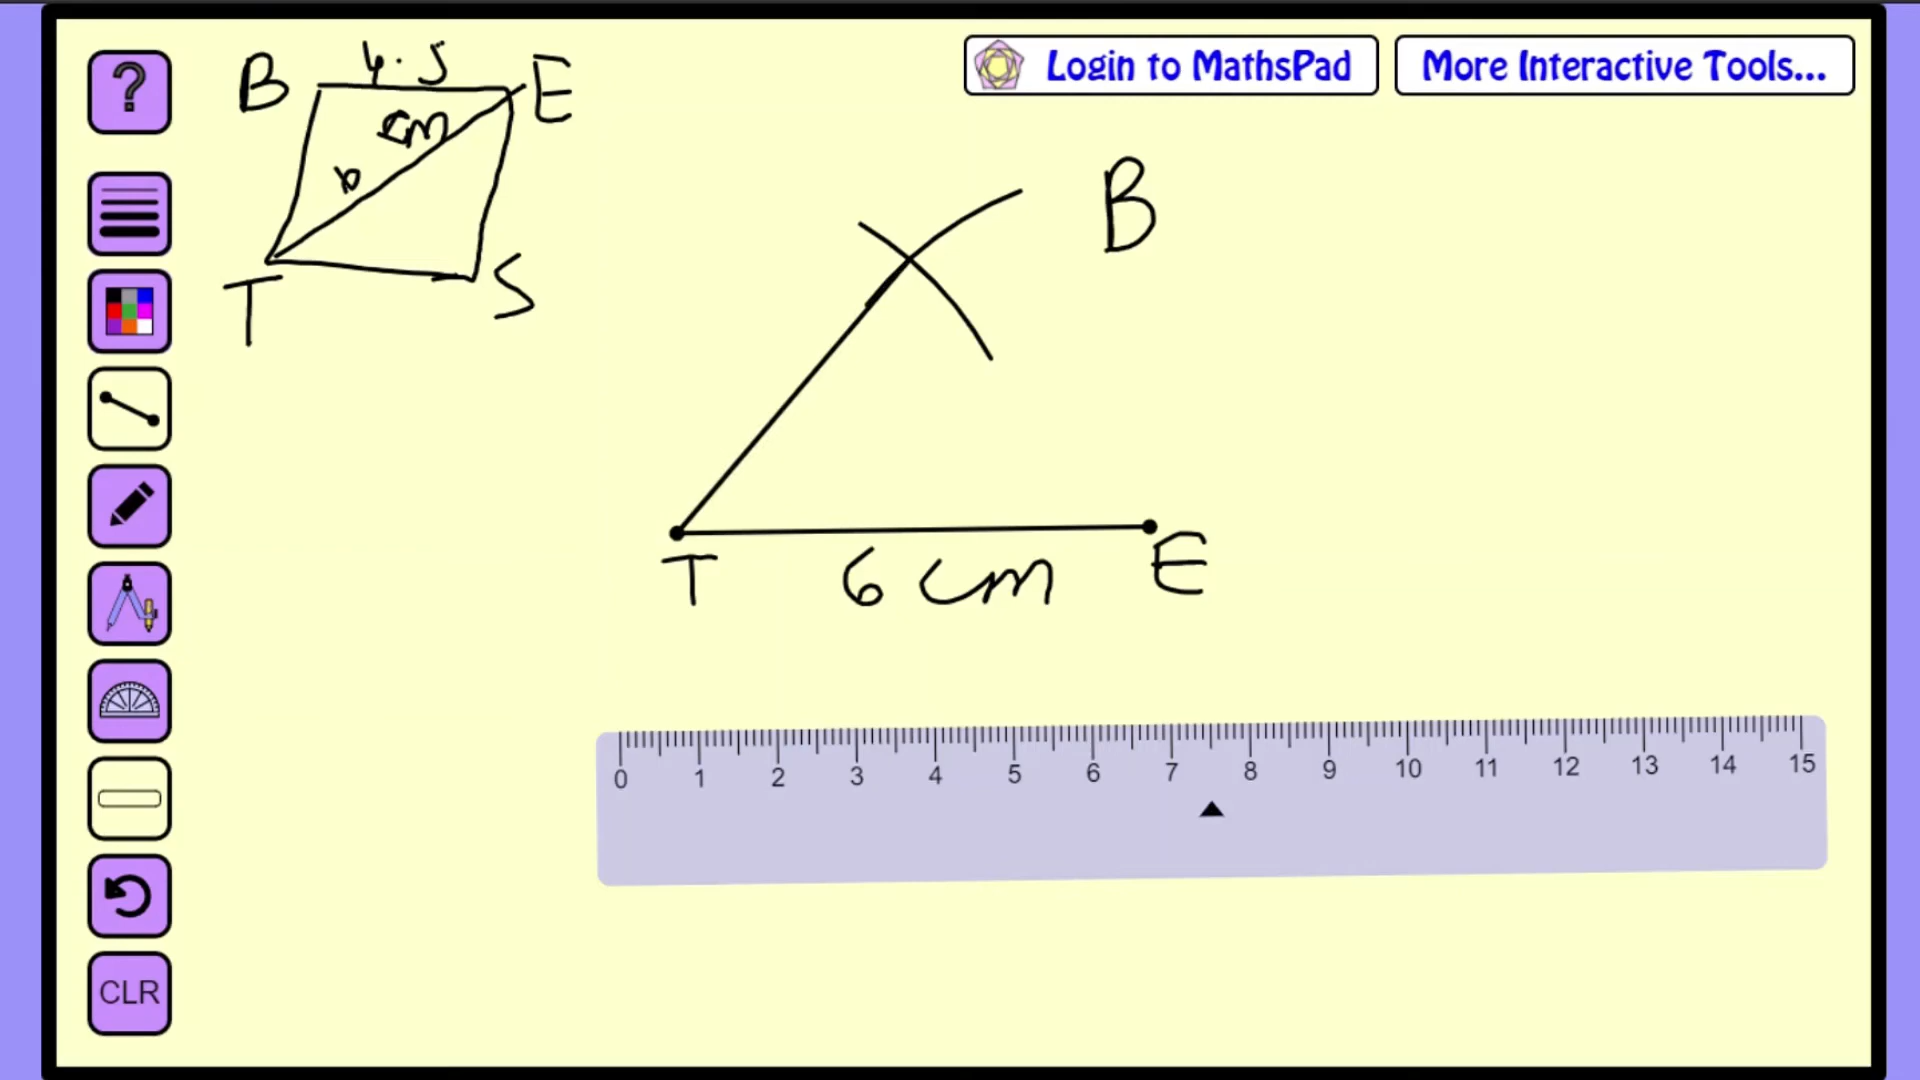 ?
B 4.5 E
cm
6
T S
Login to MathsPad
More Interactive Tools...
B
T 6 cm E
0 1 2 3 4 5 6 7 8 9 10 11 12 13 14 15
CLR